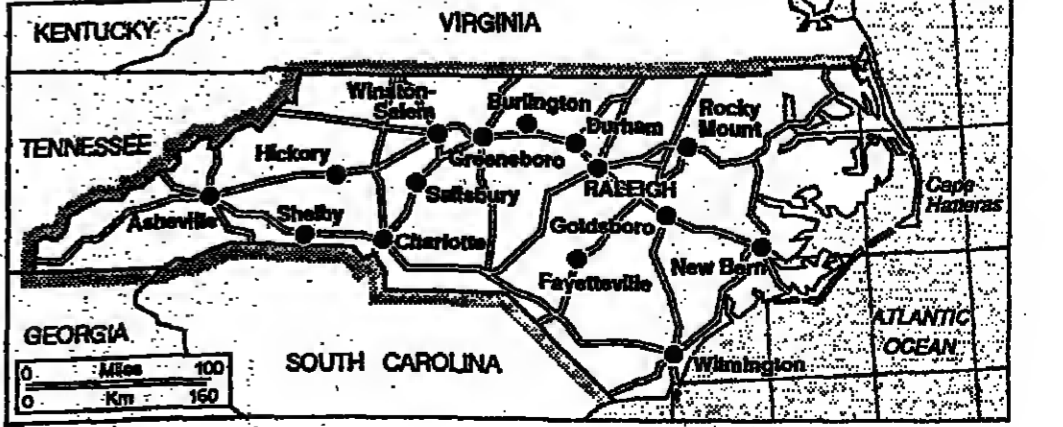 KENTUCKY
VIRGINIA
Winston-
Salem
Burlington
Rocky
Mount
Durham
TENNESSEE
Hickory
Greensboro
Salisbury
RALEIGH
Cape
Hatteras
Asheville
Shelby
Charlotte
Goldsboro
New Bern
Fayetteville
GEORGIA
SOUTH CAROLINA
Wilmington
ATLANTIC
OCEAN
0 Miles 100
0 Km 160